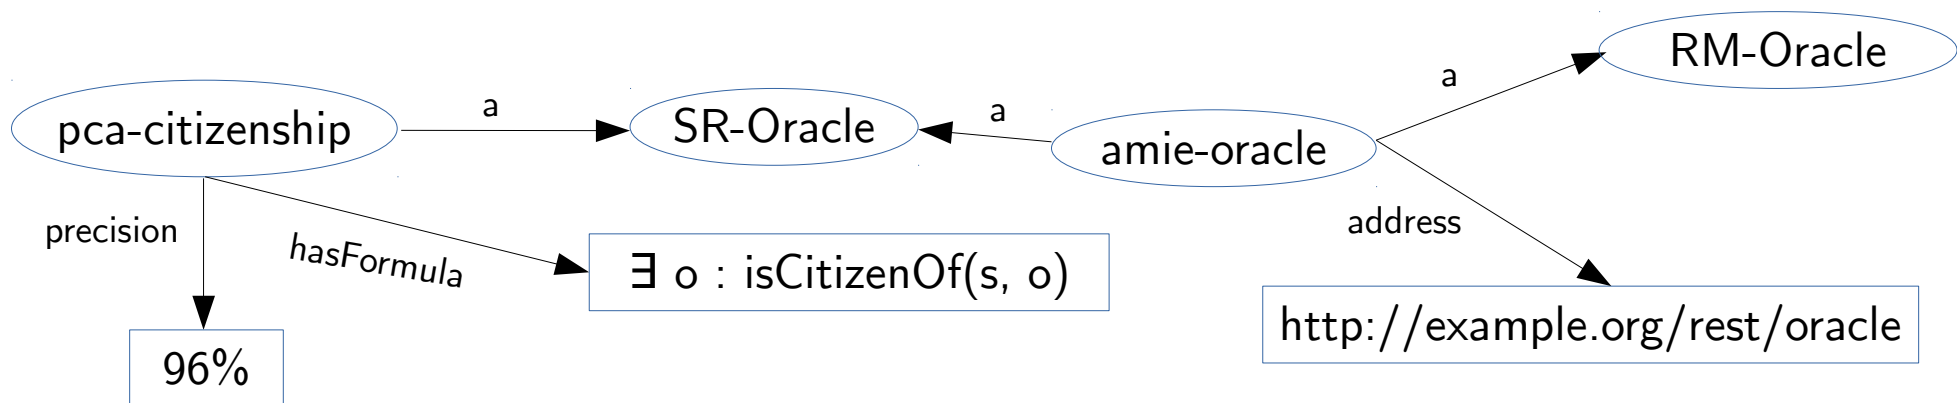 RM-Oracle
a
a
a
pca-citizenship
SR-Oracle
amie-oracle
precision
hasFormula
address
∃ o : isCitizenOf(s, o)
http://example.org/rest/oracle
96%